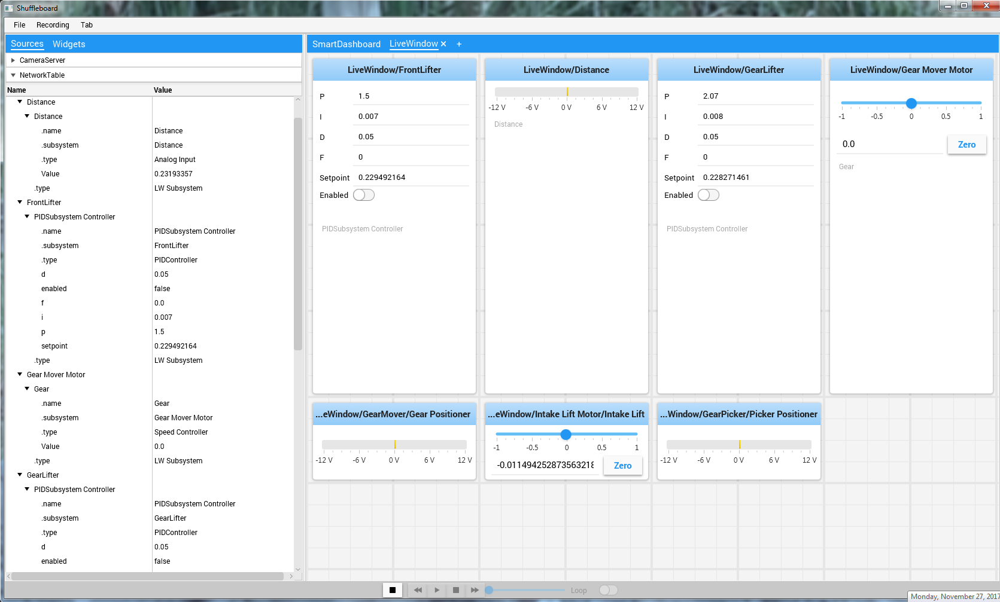 Shuffleboard
File Recording Tab
Sources Widgets
CameraServer
NetworkTable
Name Value
Distance
Distance
.name Distance
.subsystem Distance
.type Analog Input
Value 0.23193357
.type LW Subsystem
FrontLifter
PIDSubsystem Controller
.name PIDSubsystem Controller
.subsystem FrontLifter
.type PIDController
d 0.05
enabled false
f 0.0
i 0.007
p 1.5
setpoint 0.229492164
.type LW Subsystem
Gear Mover Motor
Gear
.name Gear
.subsystem Gear Mover Motor
.type Speed Controller
Value 0.0
.type LW Subsystem
GearLifter
PIDSubsystem Controller
.name PIDSubsystem Controller
.subsystem GearLifter
.type PIDController
d 0.05
enabled false
SmartDashboard LiveWindow × +
LiveWindow/FrontLifter
P 1.5
I 0.007
D 0.05
F 0
Setpoint 0.229492164
Enabled
PIDSubsystem Controller
LiveWindow/Distance
-12 V -6 V 0 V 6 V 12 V
Distance
LiveWindow/GearLifter
P 2.07
I 0.008
D 0.05
F 0
Setpoint 0.228271461
Enabled
PIDSubsystem Controller
LiveWindow/Gear Mover Motor
-1 -0.5 0 0.5 1
0.0 Zero
Gear
...eWindow/GearMover/Gear Positioner
-12 V -6 V 0 V 6 V 12 V
...eWindow/Intake Lift Motor/Intake Lift
-1 -0.5 0 0.5 1
-0.011494252873563218 Zero
...Window/GearPicker/Picker Positioner
-12 V -6 V 0 V 6 V 12 V
Loop
Monday, November 27, 2017